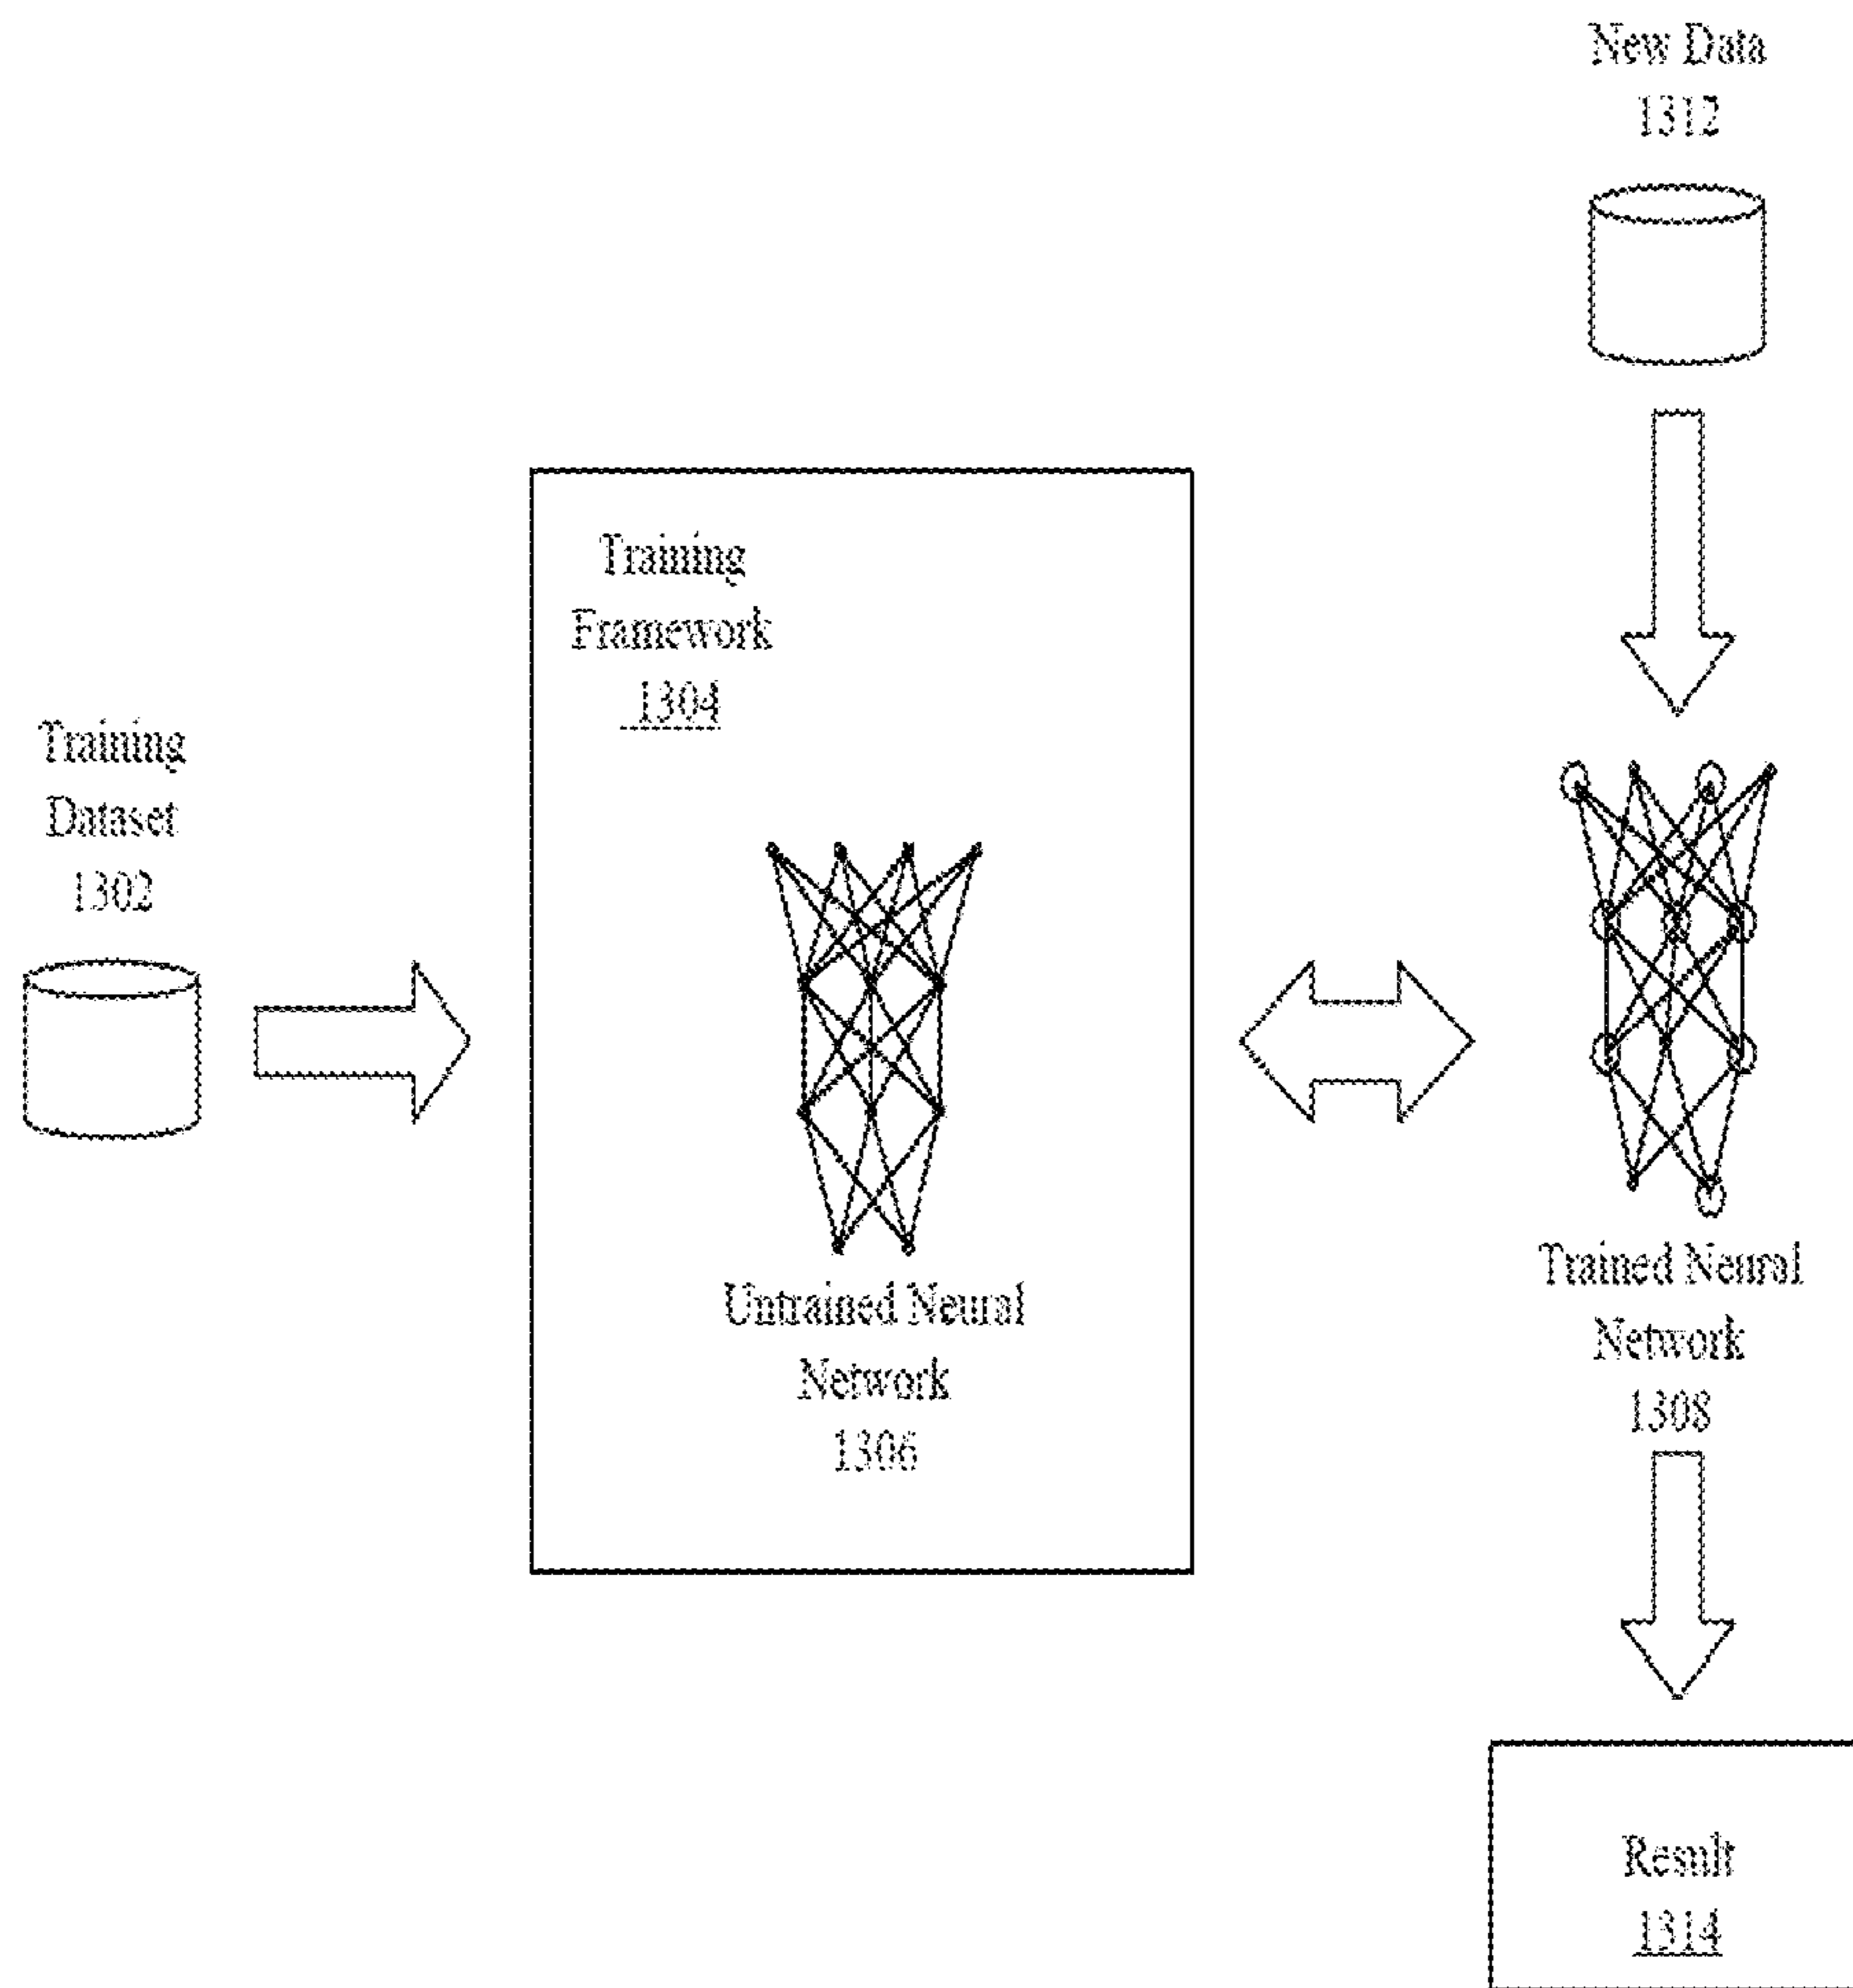 New Data
1312
Training
Framework
1304
Training
Dataset
1302
Untrained Neural
Network
1306
Trained Neural
Network
1308
Result
1314